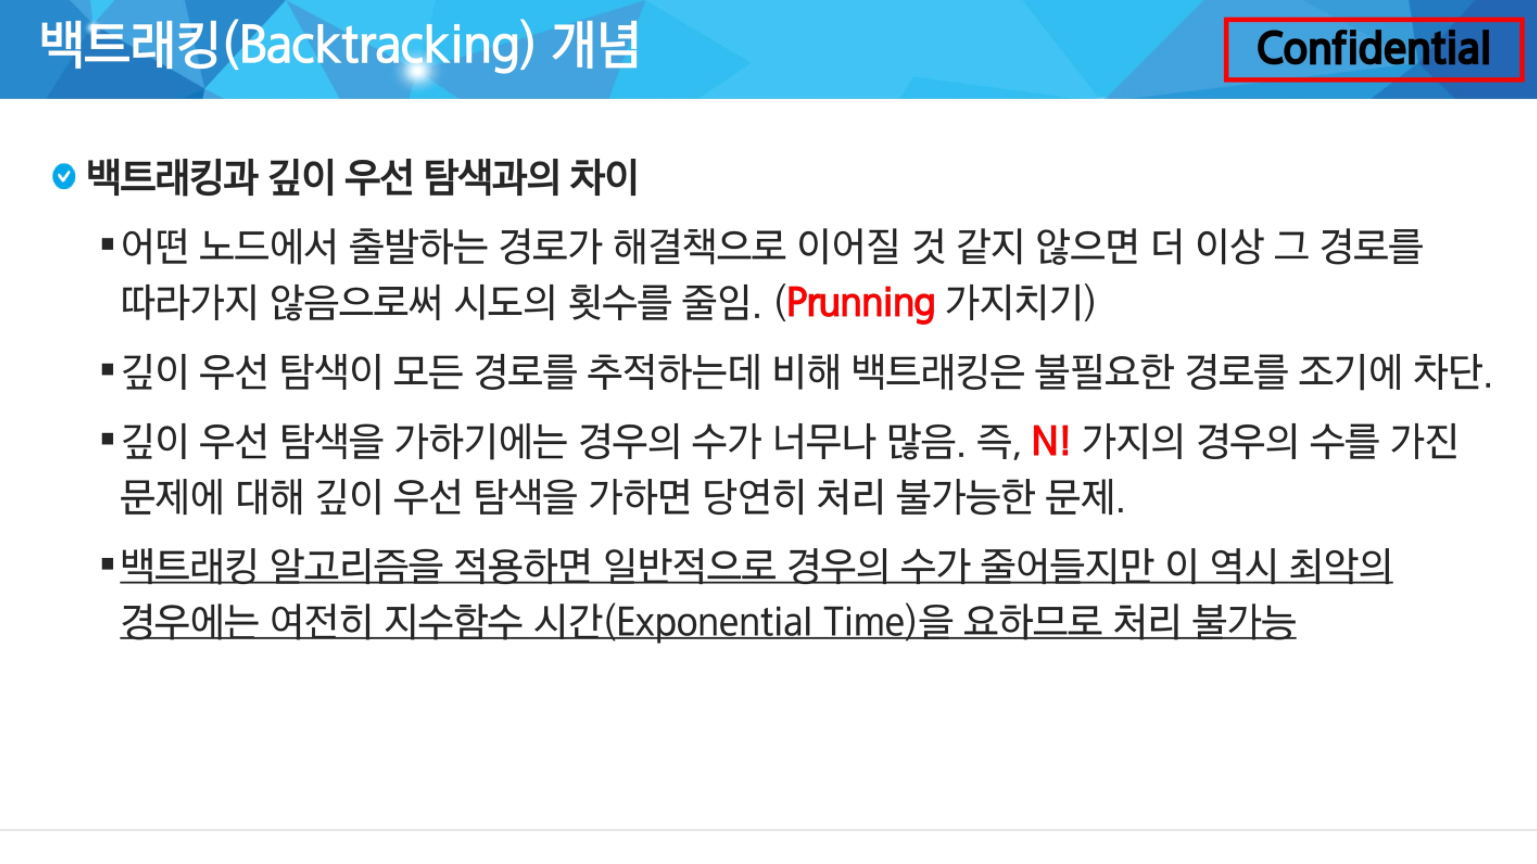 백트래킹(Backtracking) 개념
Confidential
백트래킹과 깊이 우선 탐색과의 차이
▪어떤 노드에서 출발하는 경로가 해결책으로 이어질 것 같지 않으면 더 이상 그 경로를
따라가지 않음으로써 시도의 횟수를 줄임. (Prunning 가지치기)
▪깊이 우선 탐색이 모든 경로를 추적하는데 비해 백트래킹은 불필요한 경로를 조기에 차단.
▪깊이 우선 탐색을 가하기에는 경우의 수가 너무나 많음. 즉, N! 가지의 경우의 수를 가진
문제에 대해 깊이 우선 탐색을 가하면 당연히 처리 불가능한 문제.
▪백트래킹 알고리즘을 적용하면 일반적으로 경우의 수가 줄어들지만 이 역시 최악의
경우에는 여전히 지수함수 시간(Exponential Time)을 요하므로 처리 불가능